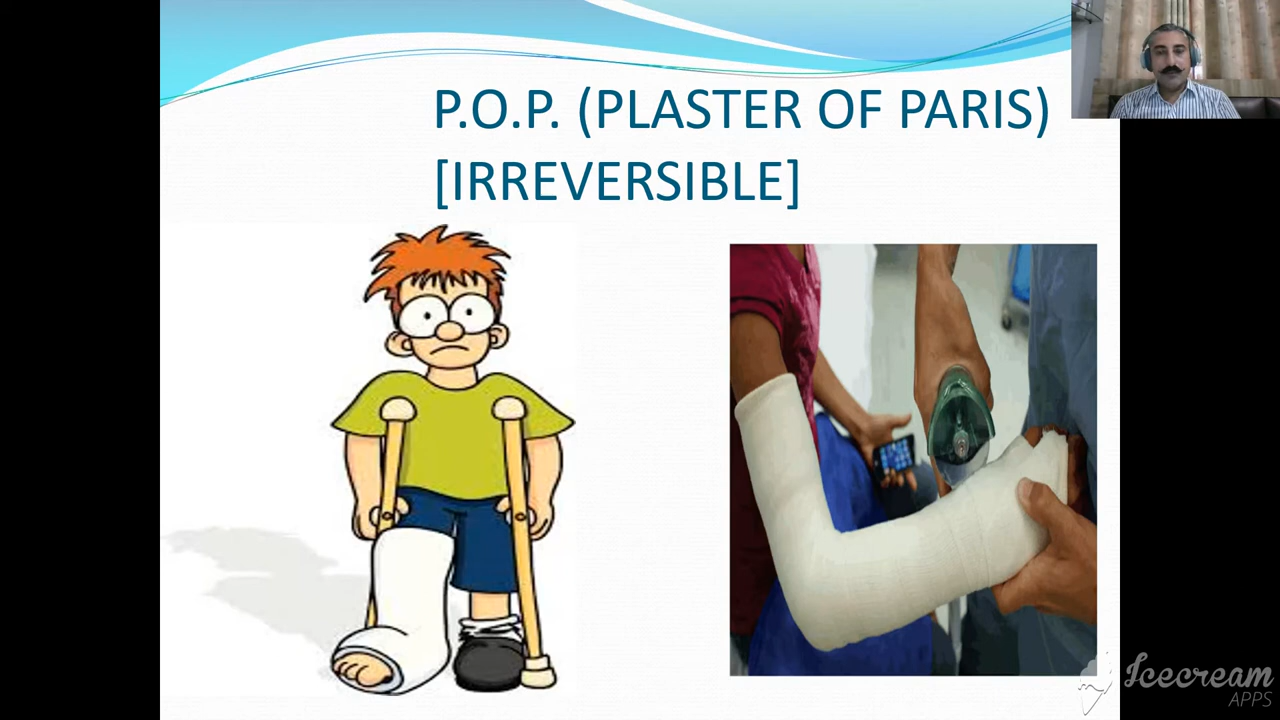 P.O.P. (PLASTER OF PARIS)
[IRREVERSIBLE]
Icecream
APPS